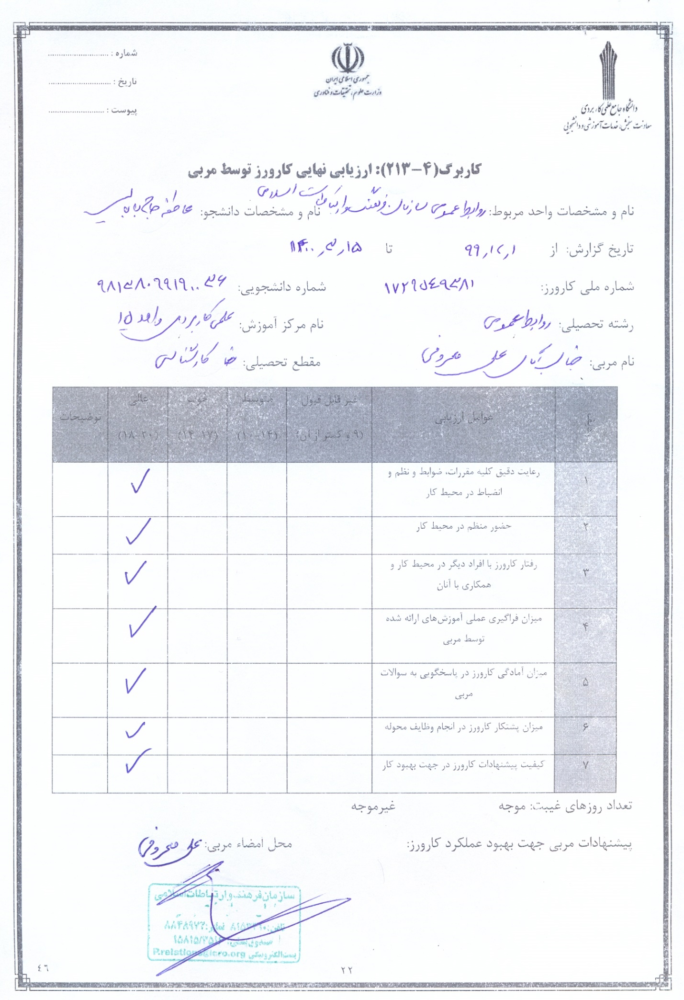 شماره : ............................
تاریخ : ............................
پیوست : ............................
جمهوری اسلامی ایران
وزارت علوم، تحقیقات و فناوری
دانشگاه جامع علمی کاربردی
معاونت سنجش، خدمات آموزشی و دانشجویی
کاربرگ(۴-۲۱۳): ارزیابی نهایی کارورز توسط مربی
نام و مشخصات واحد مربوط: روابط عمومی سازمان فرهنگ و ارتباطات اسلامی نام و مشخصات دانشجو: عاطفه حاج بابایی
تاریخ گزارش: از ۹۹٫۱۲٫۱ تا ۱۴۰۰٫۳٫۱۵
شماره ملی کارورز: ۱۷۲۹۵۴۹۳۸۱ شماره دانشجویی: ۹۸۱۳۸۰۶۹۱۹۰۰۳۶
رشته تحصیلی: روابط عمومی نام مرکز آموزش: علمی کاربردی واحد ۱۵
نام مربی: جناب آقای علی معروفی مقطع تحصیلی: کارشناسی
ردیف عوامل ارزیابی غیر قابل قبول (۹ و کمتر از آن) متوسط (۱۰-۱۴) خوب (۱۴-۱۷) عالی (۱۸-۲۰) توضیحات
۱ رعایت دقیق کلیه مقررات، ضوابط و نظم و انضباط در محیط کار ✓
۲ حضور منظم در محیط کار ✓
۳ رفتار کارورز با افراد دیگر در محیط کار و همکاری با آنان ✓
۴ میزان فراگیری عملی آموزش‌های ارائه شده توسط مربی ✓
۵ میزان آمادگی کارورز در پاسخگویی به سوالات مربی ✓
۶ میزان پشتکار کارورز در انجام وظایف محوله ✓
۷ کیفیت پیشنهادات کارورز در جهت بهبود کار ✓
تعداد روزهای غیبت: موجه غیرموجه
پیشنهادات مربی جهت بهبود عملکرد کارورز: محل امضاء مربی: علی معروفی
سازمان فرهنگ و ارتباطات اسلامی
تلفن: نمابر:
صندوق پستی:
پست الکترونیکی P.relations@icro.org
۲۲
٤٦